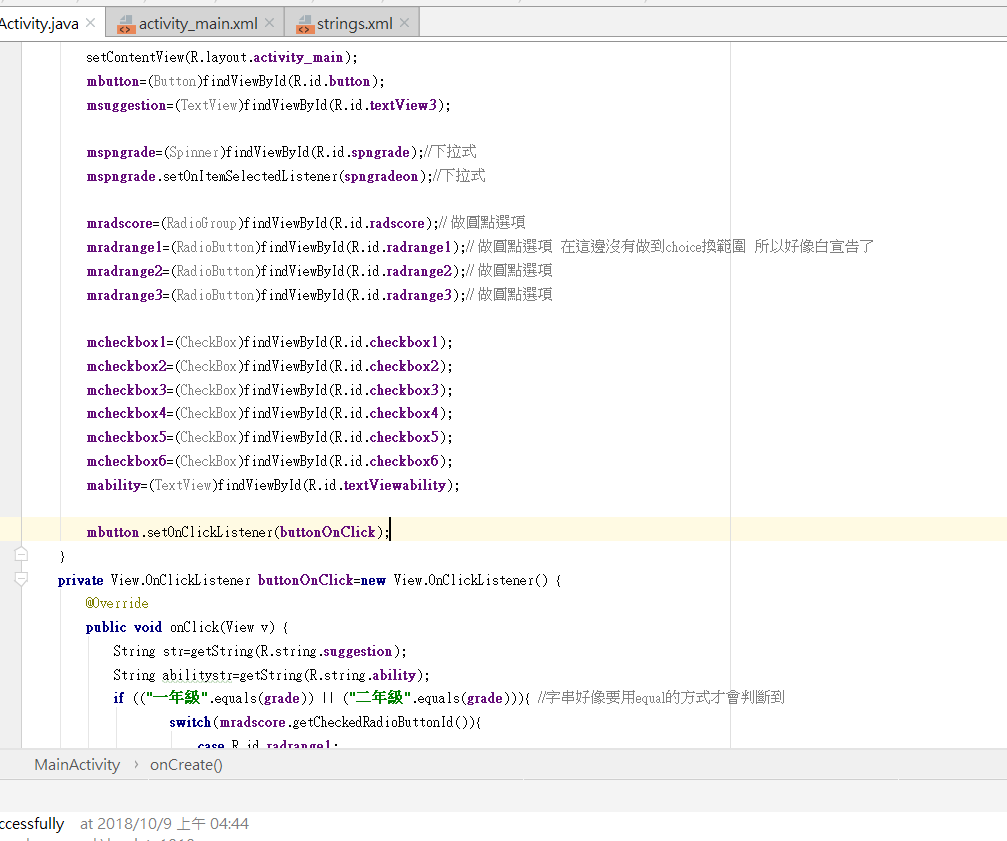 Activity.java activity_main.xml strings.xml
setContentView(R.layout.activity_main);
mbutton=(Button)findViewById(R.id.button);
msuggestion=(TextView)findViewById(R.id.textView3);
mspngrade=(Spinner)findViewById(R.id.spngrade);//下拉式
mspngrade.setOnItemSelectedListener(spngradeon);//下拉式
mradscore=(RadioGroup)findViewById(R.id.radscore);//做圓點選項
mradrange1=(RadioButton)findViewById(R.id.radrange1);//做圓點選項 在這邊沒有做到choice換範圍 所以好像白宣告了
mradrange2=(RadioButton)findViewById(R.id.radrange2);//做圓點選項
mradrange3=(RadioButton)findViewById(R.id.radrange3);//做圓點選項
mcheckbox1=(CheckBox)findViewById(R.id.checkbox1);
mcheckbox2=(CheckBox)findViewById(R.id.checkbox2);
mcheckbox3=(CheckBox)findViewById(R.id.checkbox3);
mcheckbox4=(CheckBox)findViewById(R.id.checkbox4);
mcheckbox5=(CheckBox)findViewById(R.id.checkbox5);
mcheckbox6=(CheckBox)findViewById(R.id.checkbox6);
mability=(TextView)findViewById(R.id.textViewability);
mbutton.setOnClickListener(buttonOnClick);
}
private View.OnClickListener buttonOnClick=new View.OnClickListener() {
@Override
public void onClick(View v) {
String str=getString(R.string.suggestion);
String abilitystr=getString(R.string.ability);
if (("一年級".equals(grade)) || ("二年級".equals(grade))){ //字串好像要用equal的方式才會判斷到
switch(mradscore.getCheckedRadioButtonId()){
case R.id.radrange1:
MainActivity › onCreate()
ccessfully at 2018/10/9 上午 04:44